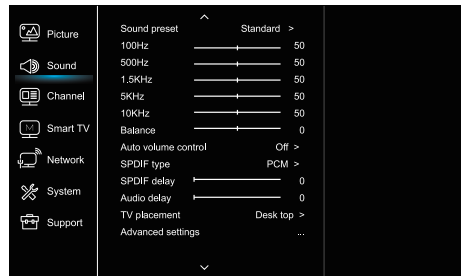 Picture
Sound
Channel
M
Smart TV
Network
System
Support
Sound preset Standard >
100Hz 50
500Hz 50
1.5KHz 50
5KHz 50
10KHz 50
Balance 0
Auto volume control Off >
SPDIF type PCM >
SPDIF delay 0
Audio delay 0
TV placement Desk top >
Advanced settings ...